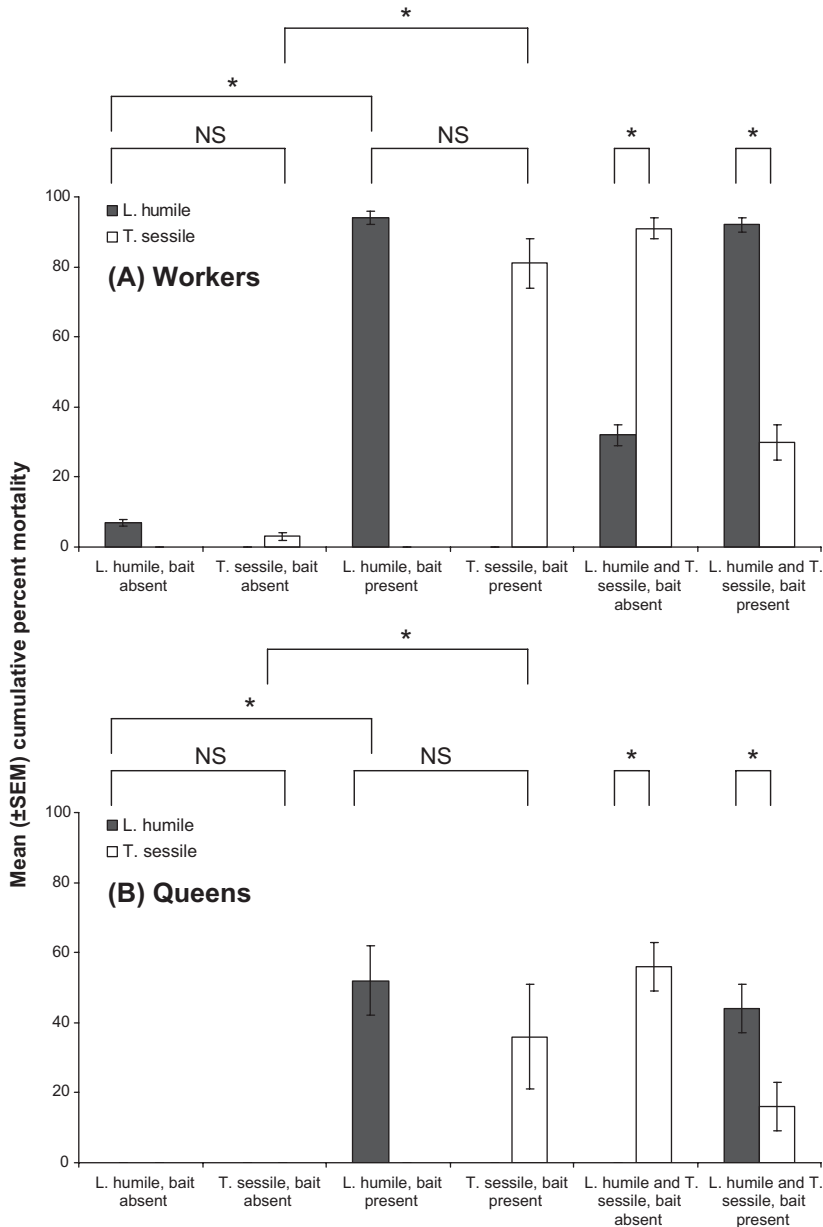 *
*
NS NS * *
100
L. humile
T. sessile
80
(A) Workers
60
40
20
0
L. humile, bait absent
T. sessile, bait absent
L. humile, bait present
T. sessile, bait present
L. humile and T. sessile, bait absent
L. humile and T. sessile, bait present
Mean (±SEM) cumulative percent mortality
*
*
NS NS * *
100
L. humile
T. sessile
80
(B) Queens
60
40
20
0
L. humile, bait absent
T. sessile, bait absent
L. humile, bait present
T. sessile, bait present
L. humile and T. sessile, bait absent
L. humile and T. sessile, bait present